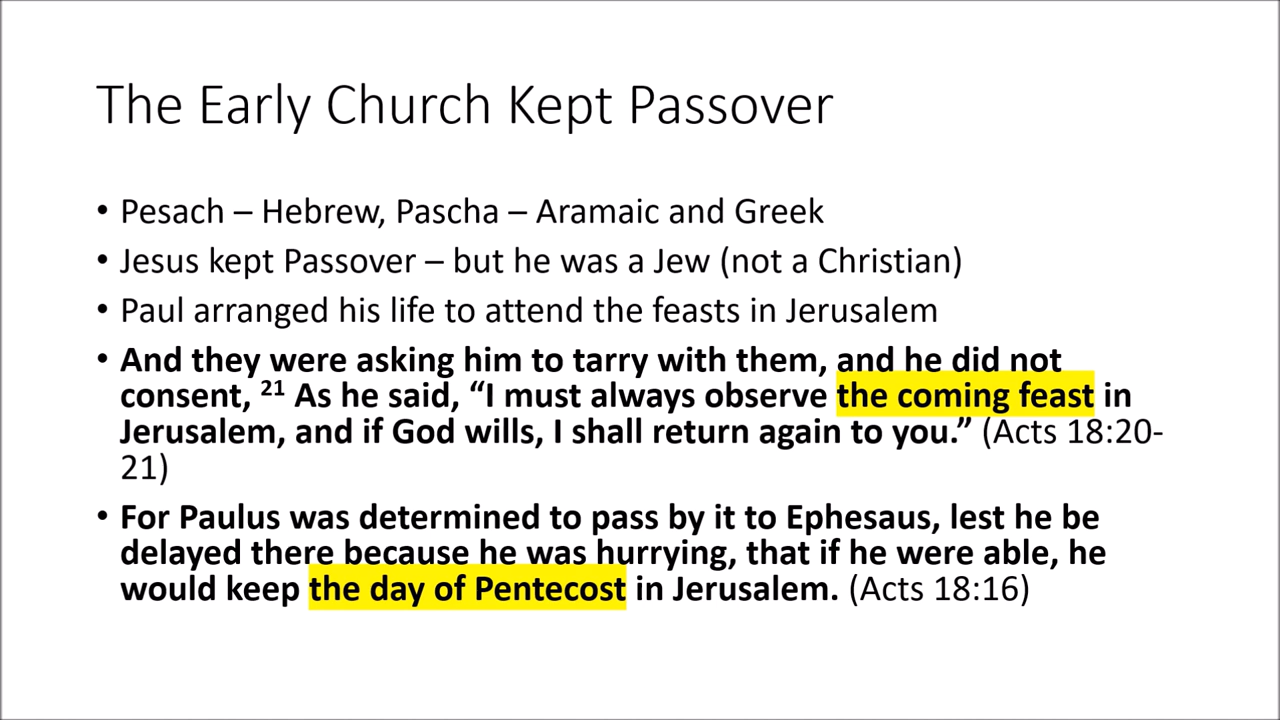 The Early Church Kept Passover
• Pesach – Hebrew, Pascha – Aramaic and Greek
• Jesus kept Passover – but he was a Jew (not a Christian)
• Paul arranged his life to attend the feasts in Jerusalem
• And they were asking him to tarry with them, and he did not
consent, 21 As he said, “I must always observe the coming feast in
Jerusalem, and if God wills, I shall return again to you.” (Acts 18:20-
21)
• For Paulus was determined to pass by it to Ephesaus, lest he be
delayed there because he was hurrying, that if he were able, he
would keep the day of Pentecost in Jerusalem. (Acts 18:16)